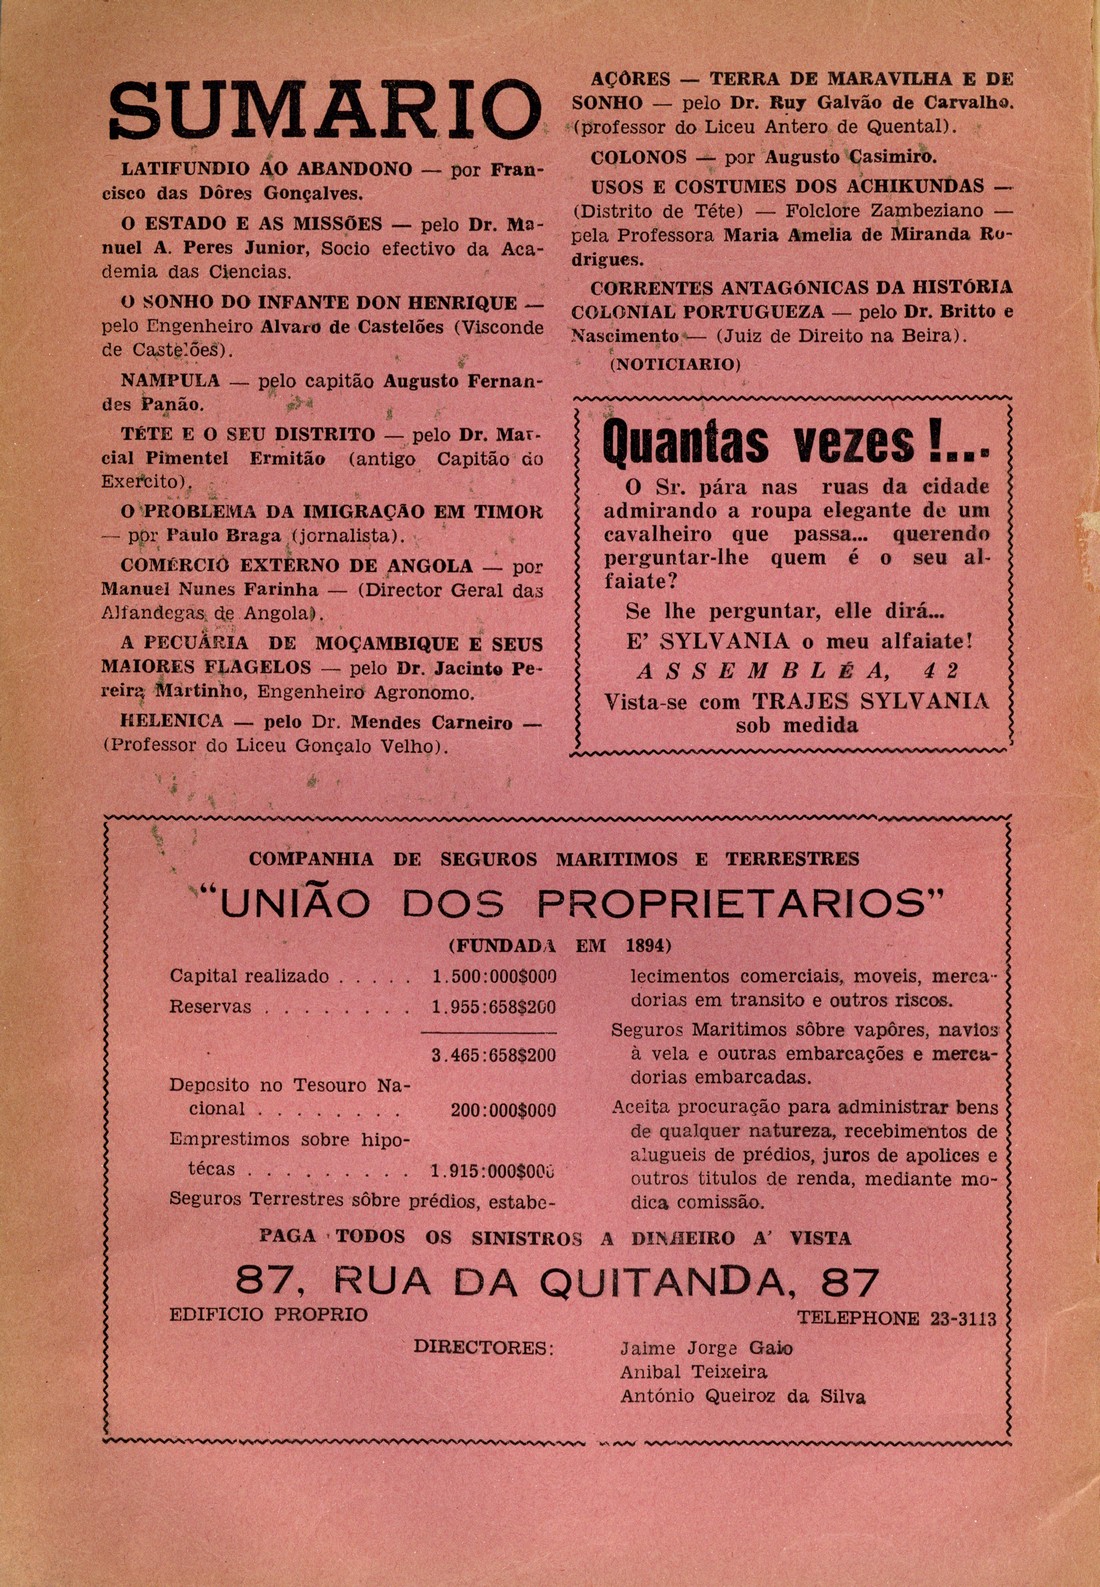 SUMARIO
LATIFUNDIO AO ABANDONO — por Fran-
cisco das Dôres Gonçalves.
O ESTADO E AS MISSÕES — pelo Dr. Ma-
nuel A. Peres Junior, Socio efectivo da Aca-
demia das Ciencias.
O SONHO DO INFANTE DON HENRIQUE —
pelo Engenheiro Alvaro de Castelões (Visconde
de Castelões).
NAMPULA — pelo capitão Augusto Fernan-
des Panão.
TÉTE E O SEU DISTRITO — pelo Dr. Mar-
cial Pimentel Ermitão (antigo Capitão do
Exercito).
O PROBLEMA DA IMIGRAÇÃO EM TIMOR
— por Paulo Braga (jornalista).
COMÉRCIO EXTERNO DE ANGOLA — por
Manuel Nunes Farinha — (Director Geral das
Alfandegas de Angola).
A PECUÁRIA DE MOÇAMBIQUE E SEUS
MAIORES FLAGELOS — pelo Dr. Jacinto Pe-
reira Martinho, Engenheiro Agronomo.
HELENICA — pelo Dr. Mendes Carneiro —
(Professor do Liceu Gonçalo Velho).
AÇÔRES — TERRA DE MARAVILHA E DE
SONHO — pelo Dr. Ruy Galvão de Carvalho.
(professor do Liceu Antero de Quental).
COLONOS — por Augusto Casimiro.
USOS E COSTUMES DOS ACHIKUNDAS —
(Distrito de Téte) — Folclore Zambeziano —
pela Professora Maria Amelia de Miranda Ro-
drigues.
CORRENTES ANTAGÓNICAS DA HISTÓRIA
COLONIAL PORTUGUEZA — pelo Dr. Britto e
Nascimento — (Juiz de Direito na Beira).
(NOTICIARIO)
Quantas vezes!...
O Sr. pára nas ruas da cidade
admirando a roupa elegante de um
cavalheiro que passa... querendo
perguntar-lhe quem é o seu al-
faiate?
Se lhe perguntar, elle dirá...
E' SYLVANIA o meu alfaiate!
ASSEMBLÉA, 42
Vista-se com TRAJES SYLVANIA
sob medida
COMPANHIA DE SEGUROS MARITIMOS E TERRESTRES
"UNIÃO DOS PROPRIETARIOS"
(FUNDADA EM 1894)
Capital realizado . . . . . 1.500:000$000
Reservas . . . . . . . . 1.955:658$200
3.465:658$200
Deposito no Tesouro Na-
cional . . . . . . . . 200:000$000
Emprestimos sobre hipo-
técas . . . . . . . . . 1.915:000$000
Seguros Terrestres sôbre prédios, estabe-
lecimentos comerciais, moveis, merca-
dorias em transito e outros riscos.
Seguros Maritimos sôbre vapôres, navios
à vela e outras embarcações e merca-
dorias embarcadas.
Aceita procuração para administrar bens
de qualquer natureza, recebimentos de
alugueis de prédios, juros de apolices e
outros titulos de renda, mediante mo-
dica comissão.
PAGA TODOS OS SINISTROS A DINHEIRO A' VISTA
87, RUA DA QUITANDA, 87
EDIFICIO PROPRIO TELEPHONE 23-3113
DIRECTORES: Jaime Jorge Gaio
Anibal Teixeira
António Queiroz da Silva